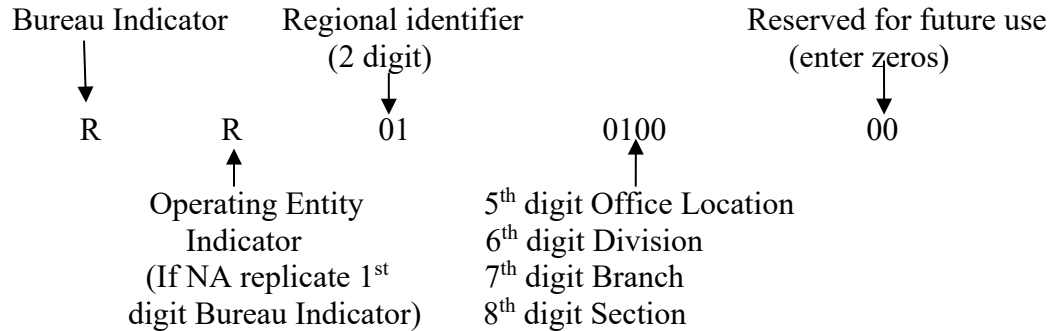 Bureau Indicator
Regional identifier
(2 digit)
Reserved for future use
(enter zeros)
R R 01 0100 00
Operating Entity
Indicator
(If NA replicate 1st
digit Bureau Indicator)
5th digit Office Location
6th digit Division
7th digit Branch
8th digit Section